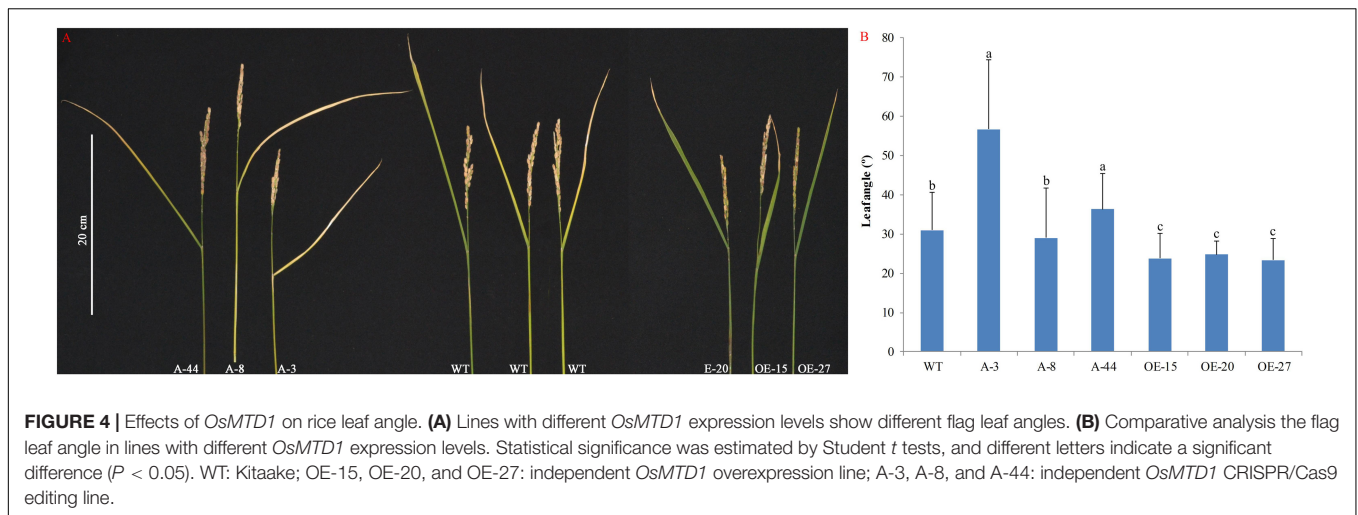 A
20 cm
A-44 A-8 A-3 WT WT WT E-20 OE-15 OE-27
B
Leaf angle (°)
80
70
60
50
40
30
20
10
0
b a b a c c c
WT A-3 A-8 A-44 OE-15 OE-20 OE-27
FIGURE 4 | Effects of OsMTD1 on rice leaf angle. (A) Lines with different OsMTD1 expression levels show different flag leaf angles. (B) Comparative analysis the flag
leaf angle in lines with different OsMTD1 expression levels. Statistical significance was estimated by Student t tests, and different letters indicate a significant
difference (P < 0.05). WT: Kitaake; OE-15, OE-20, and OE-27: independent OsMTD1 overexpression line; A-3, A-8, and A-44: independent OsMTD1 CRISPR/Cas9
editing line.